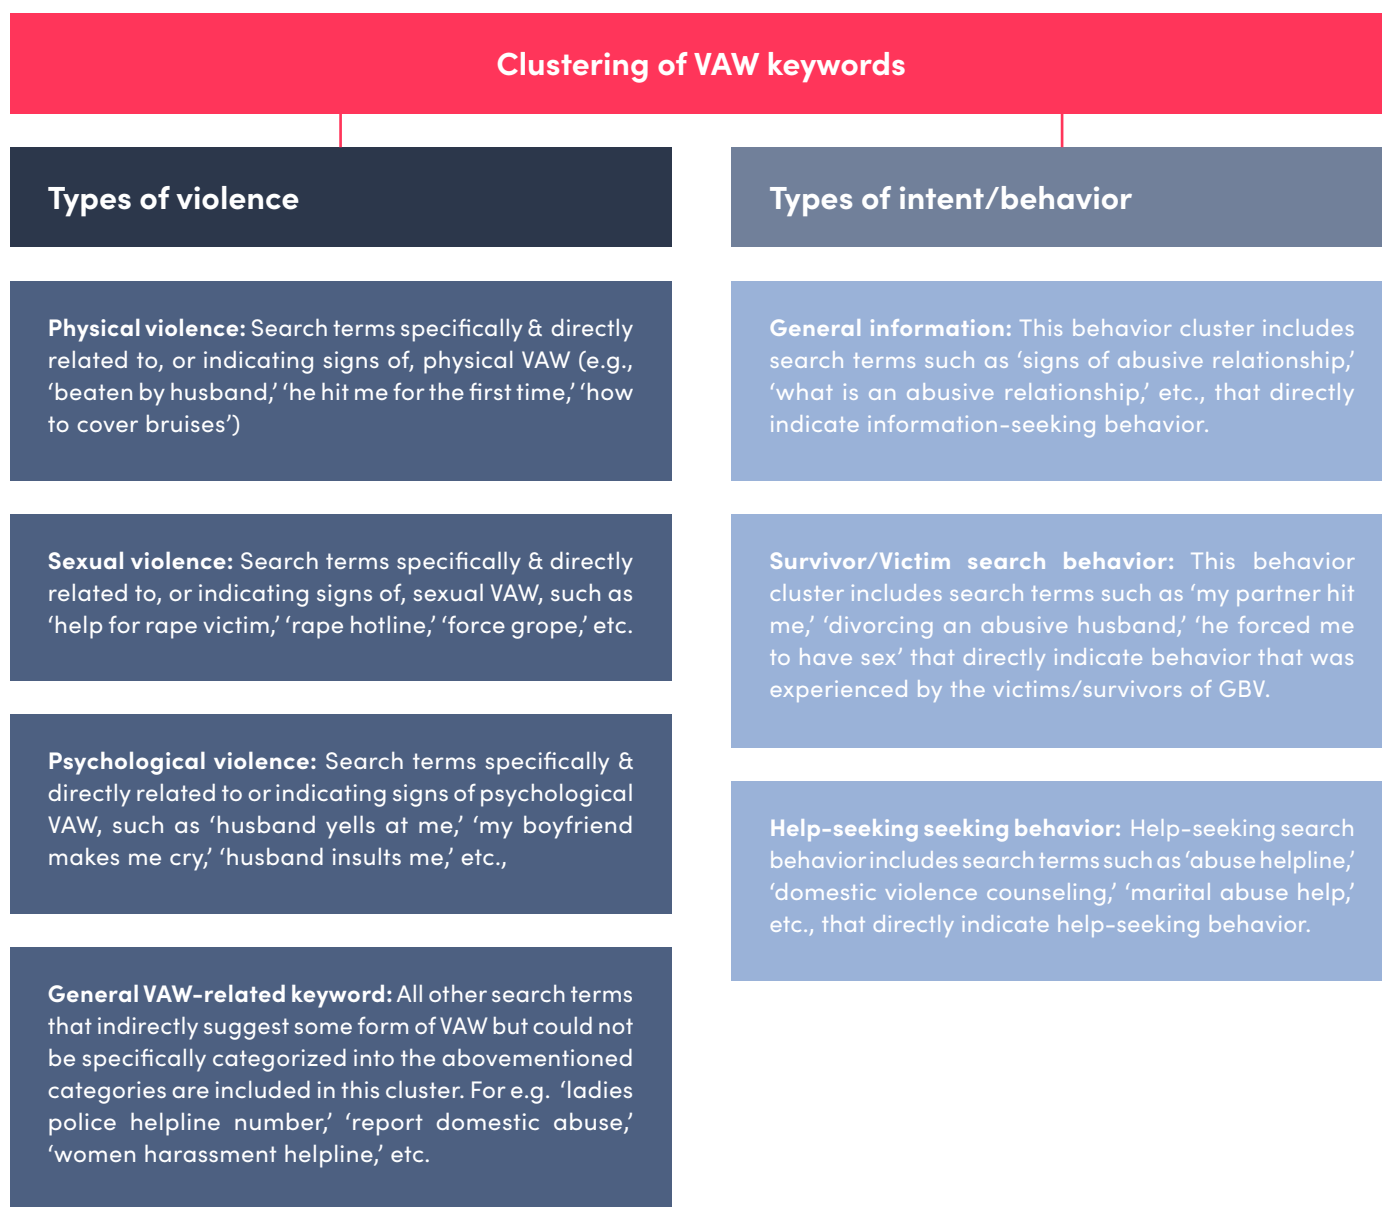 Clustering of VAW keywords
Types of violence
Physical violence: Search terms specifically & directly
related to, or indicating signs of, physical VAW (e.g.,
‘beaten by husband,’ ‘he hit me for the first time,’ ‘how
to cover bruises’)
Sexual violence: Search terms specifically & directly
related to, or indicating signs of, sexual VAW, such as
‘help for rape victim,’ ‘rape hotline,’ ‘force grope,’ etc.
Psychological violence: Search terms specifically &
directly related to or indicating signs of psychological
VAW, such as ‘husband yells at me,’ ‘my boyfriend
makes me cry,’ ‘husband insults me,’ etc.,
General VAW-related keyword: All other search terms
that indirectly suggest some form of VAW but could not
be specifically categorized into the abovementioned
categories are included in this cluster. For e.g. ‘ladies
police helpline number,’ ‘report domestic abuse,’
‘women harassment helpline,’ etc.
Types of intent/behavior
General information: This behavior cluster includes
search terms such as ‘signs of abusive relationship,’
‘what is an abusive relationship,’ etc., that directly
indicate information-seeking behavior.
Survivor/Victim search behavior: This behavior
cluster includes search terms such as ‘my partner hit
me,’ ‘divorcing an abusive husband,’ ‘he forced me
to have sex’ that directly indicate behavior that was
experienced by the victims/survivors of GBV.
Help-seeking seeking behavior: Help-seeking search
behavior includes search terms such as ‘abuse helpline,’
‘domestic violence counseling,’ ‘marital abuse help,’
etc., that directly indicate help-seeking behavior.